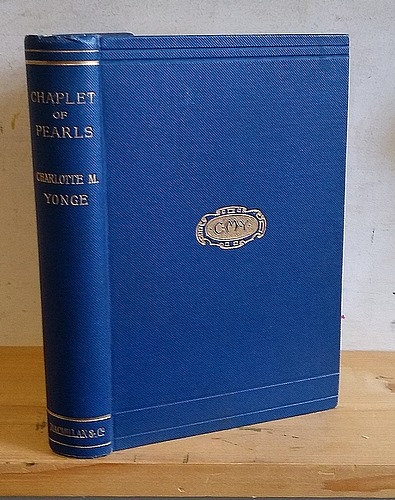 CHAPLET
OF
PEARLS
CHARLOTTE M.
YONGE
MACMILLAN & Co
C·M·Y·